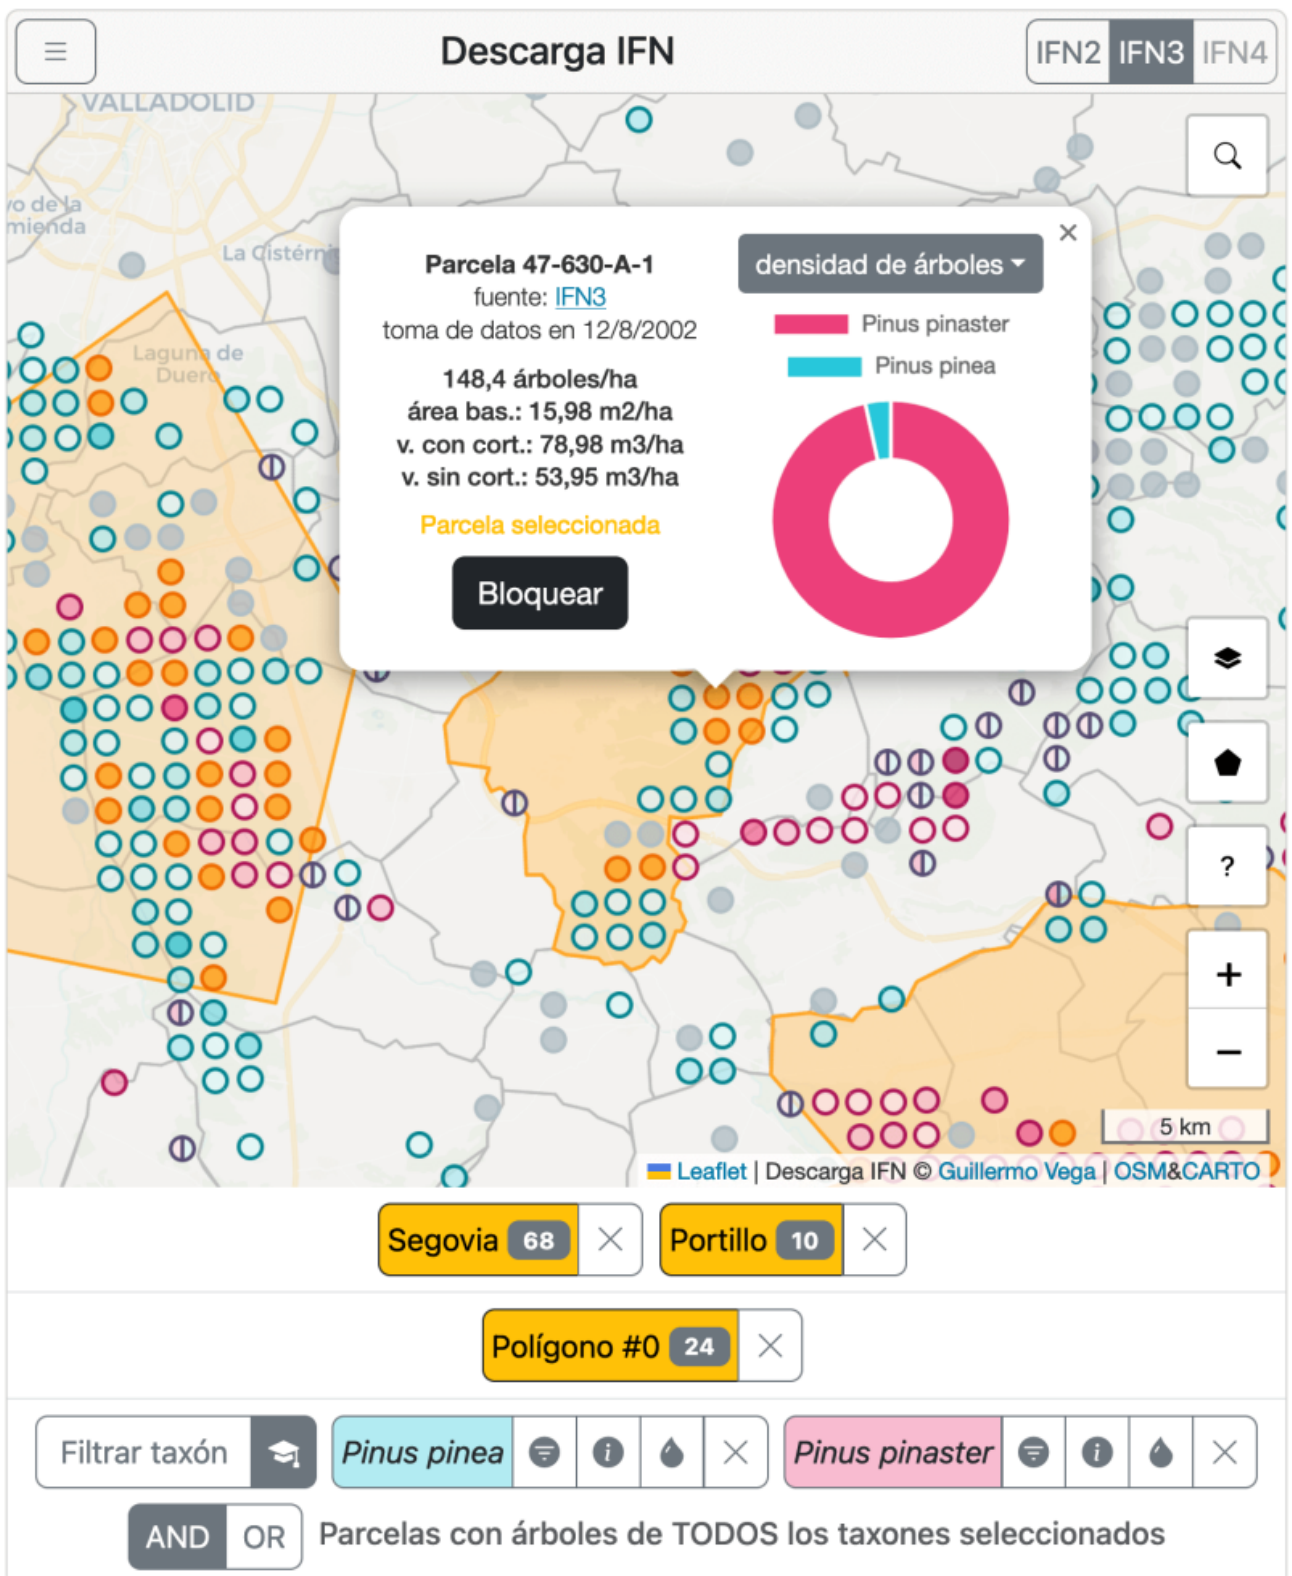 Descarga IFN
IFN2 IFN3 IFN4
VALLADOLID
yo de la
mienda
La Cistérni
Laguna de
Duero
Parcela 47-630-A-1
fuente: IFN3
toma de datos en 12/8/2002
148,4 árboles/ha
área bas.: 15,98 m2/ha
v. con cort.: 78,98 m3/ha
v. sin cort.: 53,95 m3/ha
Parcela seleccionada
Bloquear
densidad de árboles
Pinus pinaster
Pinus pinea
?
+
−
5 km
Leaflet | Descarga IFN © Guillermo Vega | OSM&CARTO
Segovia 68
Portillo 10
Polígono #0 24
Filtrar taxón
Pinus pinea
Pinus pinaster
AND OR Parcelas con árboles de TODOS los taxones seleccionados